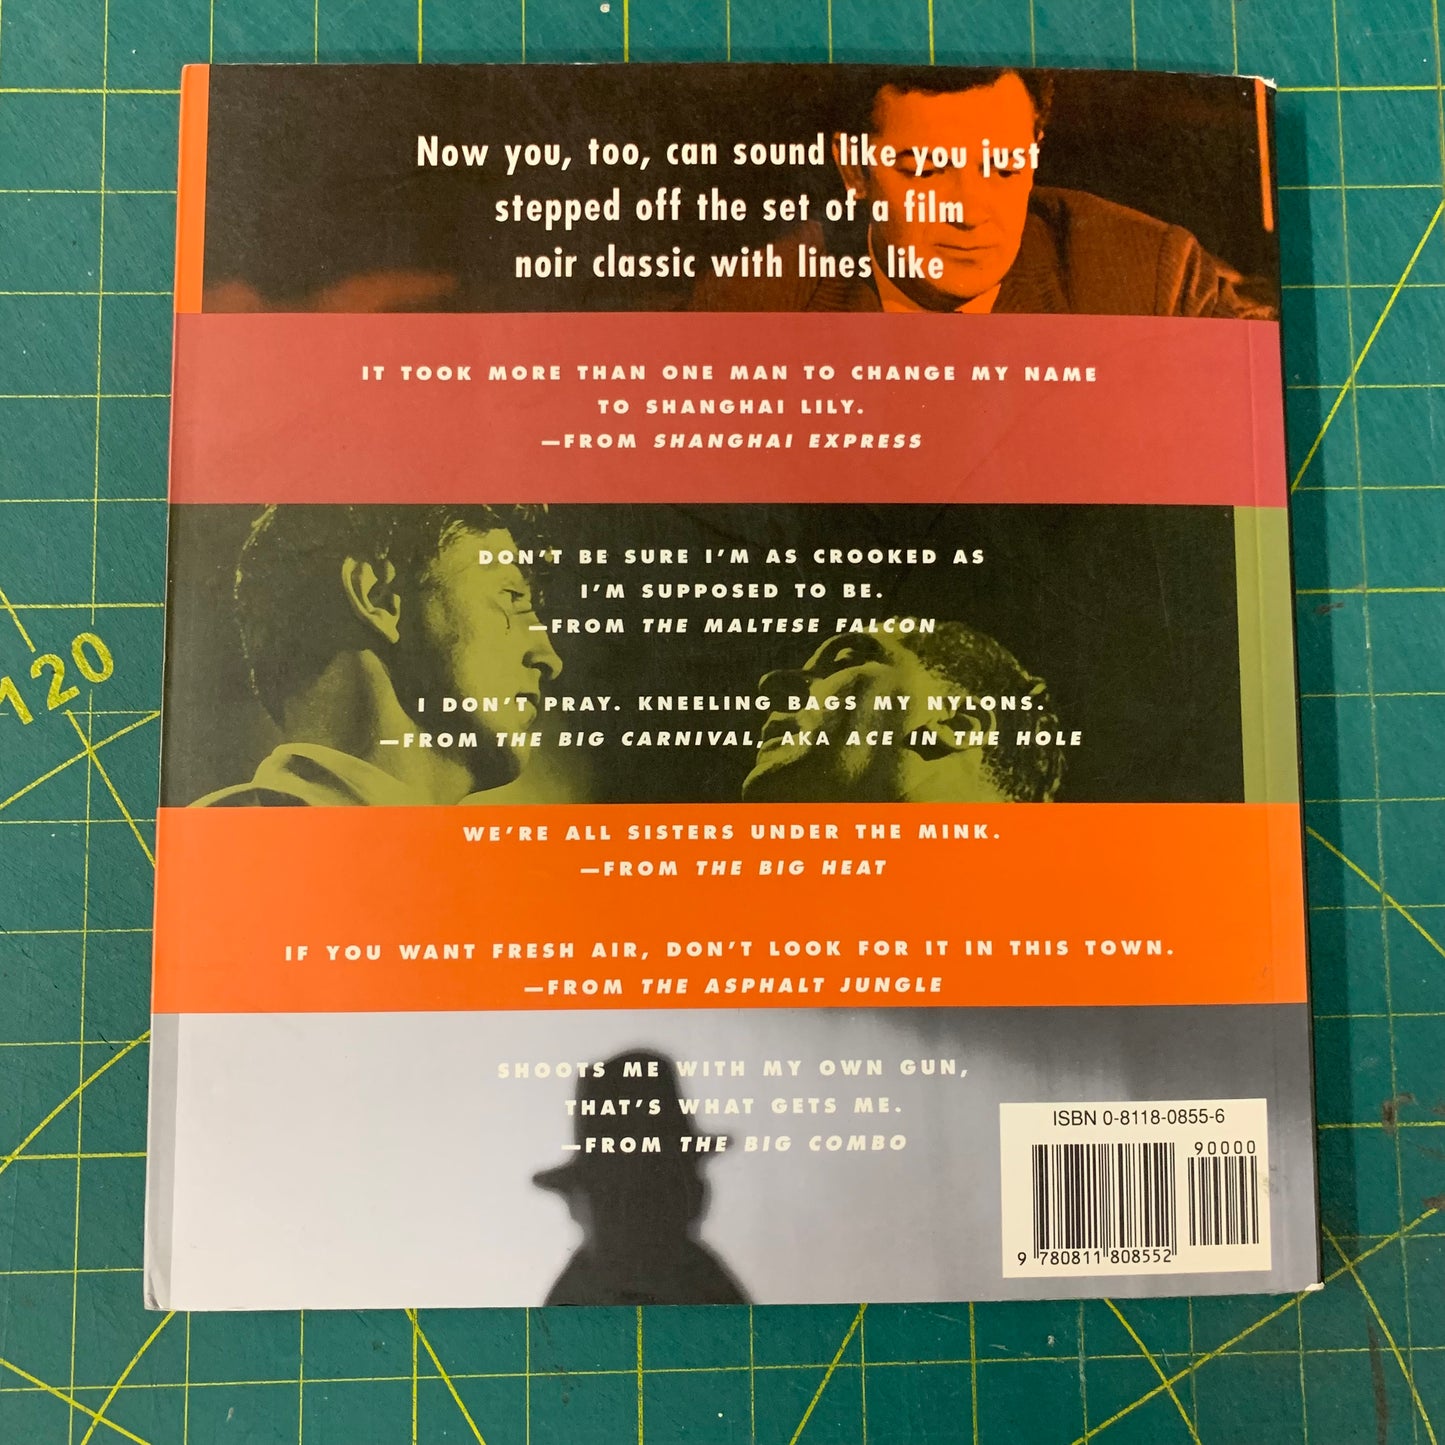 Now you, too, can sound like you just
stepped off the set of a film
noir classic with lines like
IT TOOK MORE THAN ONE MAN TO CHANGE MY NAME
TO SHANGHAI LILY.
—FROM SHANGHAI EXPRESS
DON'T BE SURE I'M AS CROOKED AS
I'M SUPPOSED TO BE.
—FROM THE MALTESE FALCON
I DON'T PRAY. KNEELING BAGS MY NYLONS.
—FROM THE BIG CARNIVAL, AKA ACE IN THE HOLE
WE'RE ALL SISTERS UNDER THE MINK.
—FROM THE BIG HEAT
IF YOU WANT FRESH AIR, DON'T LOOK FOR IT IN THIS TOWN.
—FROM THE ASPHALT JUNGLE
SHOOTS ME WITH MY OWN GUN,
THAT'S WHAT GETS ME.
—FROM THE BIG COMBO
ISBN 0-8118-0855-6
90000
9 780811 808552
120